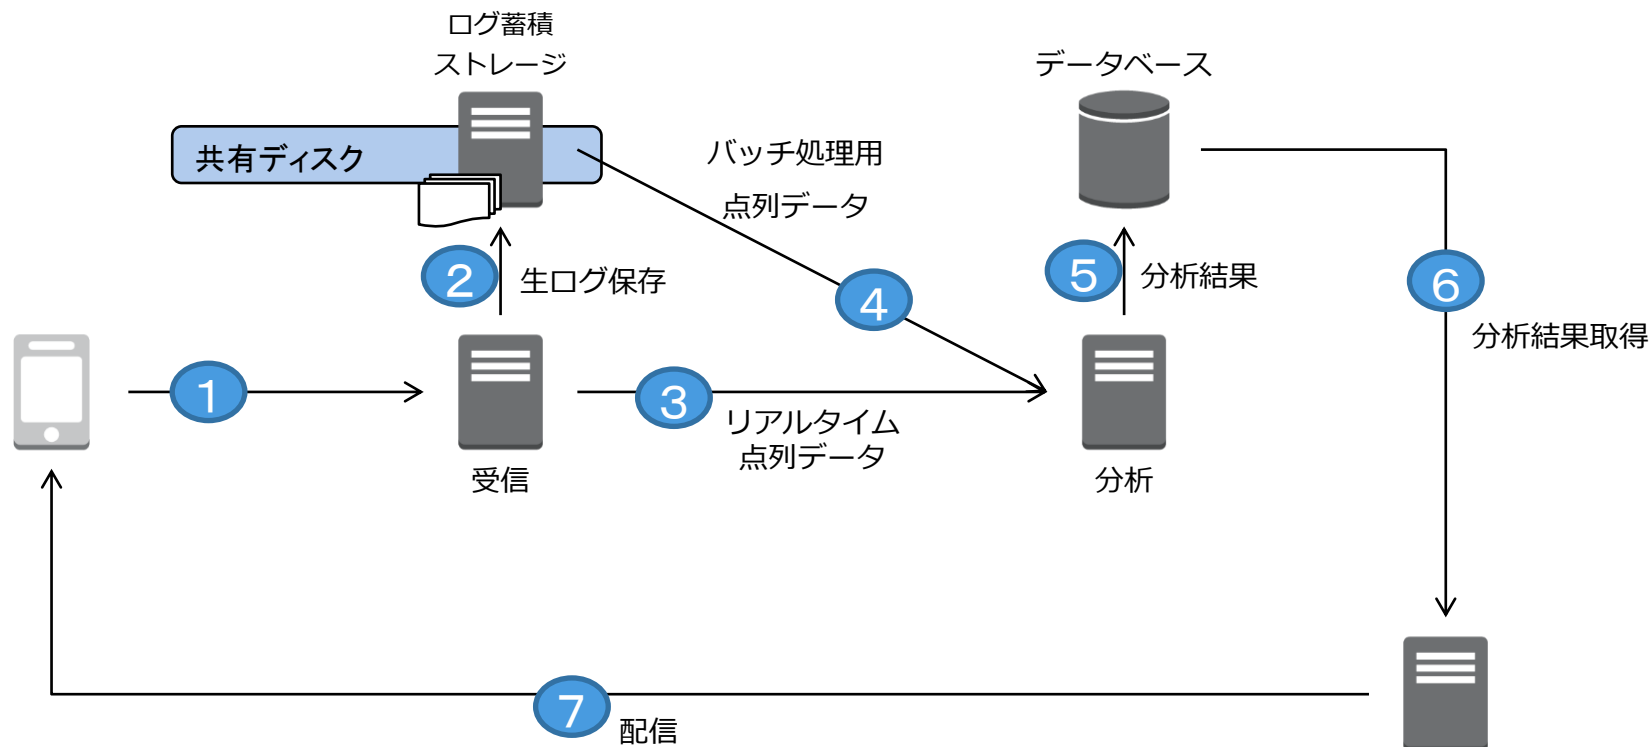 ログ蓄積
ストレージ
データベース
共有ディスク
バッチ処理用
点列データ
2
生ログ保存
4
5
分析結果
6
分析結果取得
1
3
リアルタイム
点列データ
受信
分析
7
配信